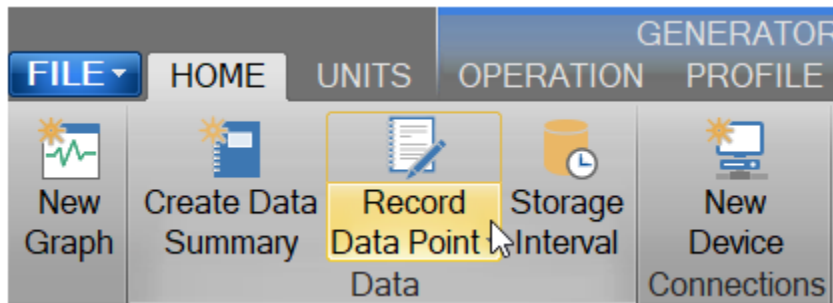 GENERATOR
FILE HOME UNITS OPERATION PROFILE
New Graph
Create Data Summary
Record Data Point
Storage Interval
New Device
Data
Connections